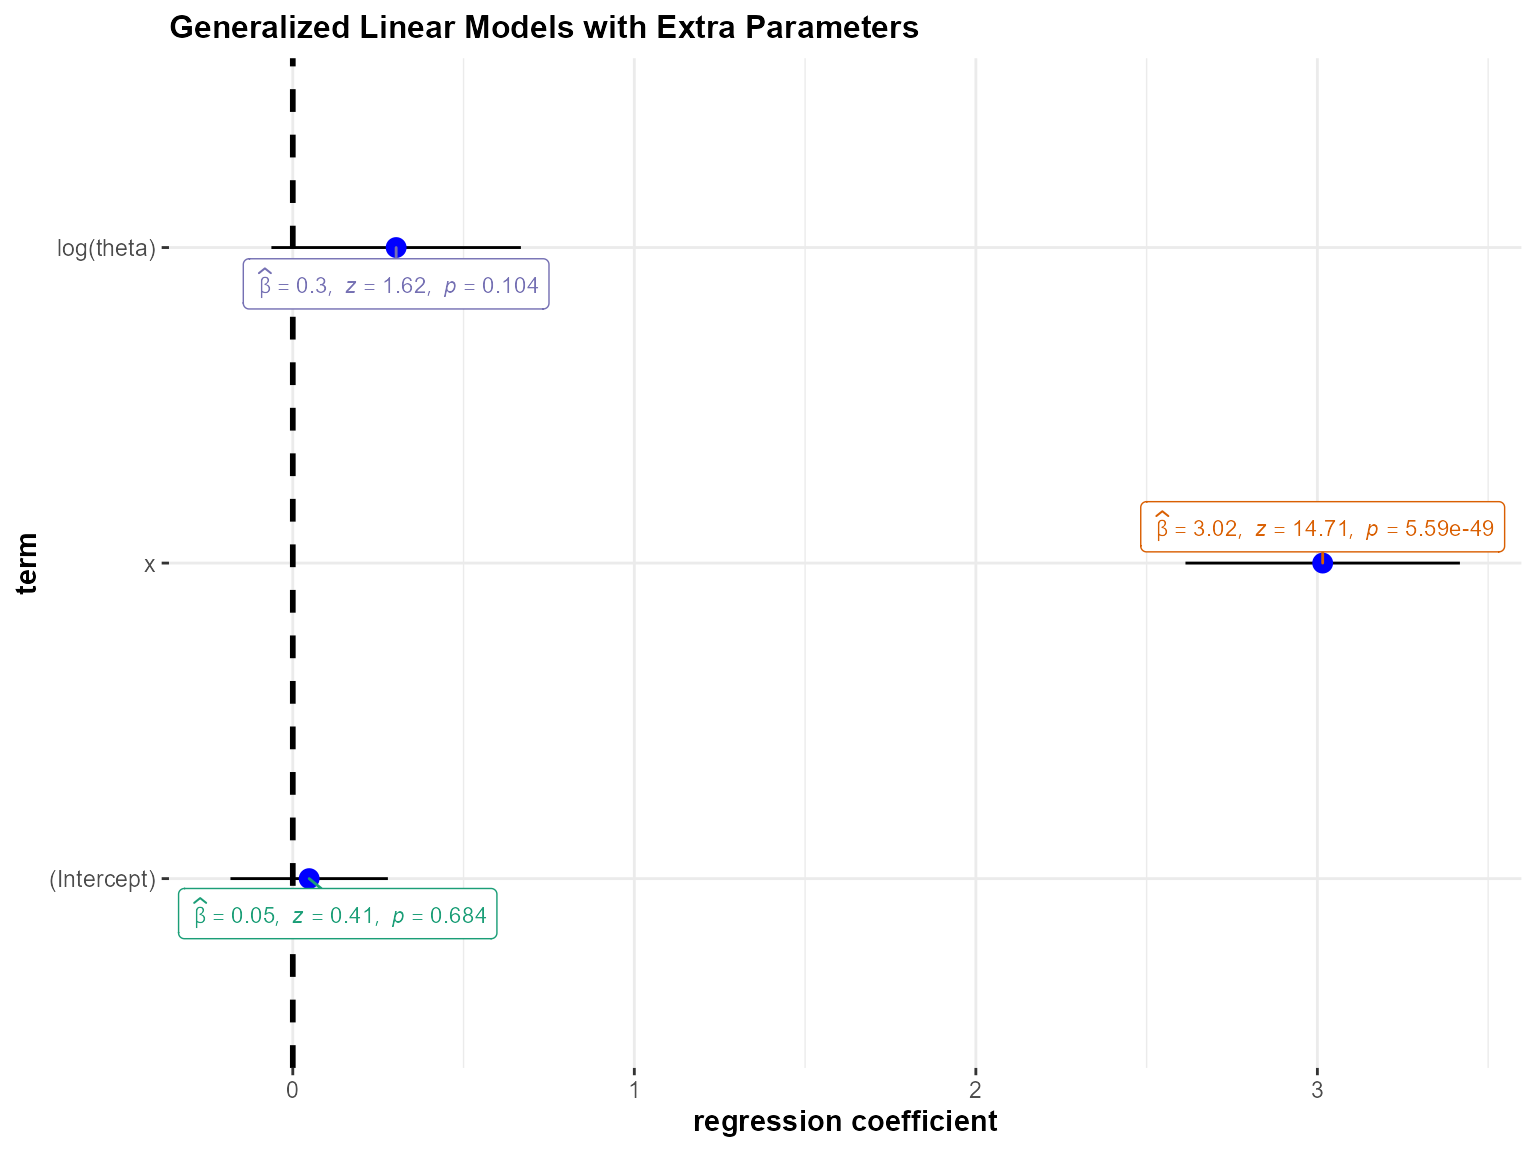 Generalized Linear Models with Extra Parameters
log(theta)
β̂ = 0.3, z = 1.62, p = 0.104
β̂ = 3.02, z = 14.71, p = 5.59e-49
x
term
(Intercept)
β̂ = 0.05, z = 0.41, p = 0.684
0 1 2 3
regression coefficient